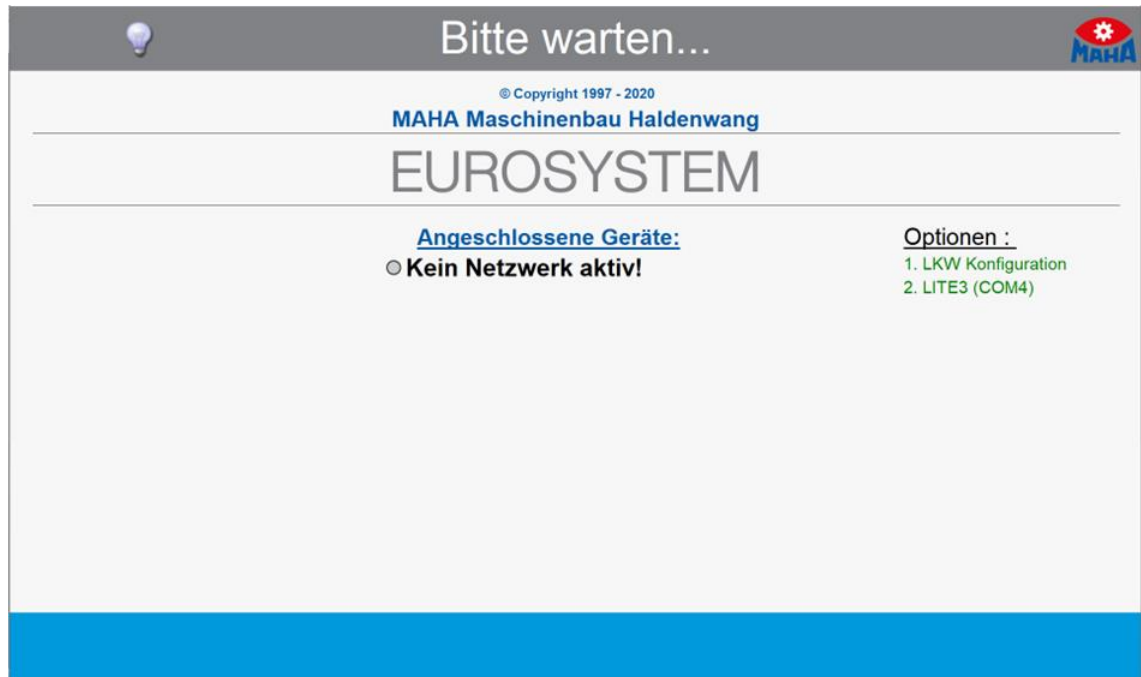 Bitte warten...
MAHA
© Copyright 1997 - 2020
MAHA Maschinenbau Haldenwang
EUROSYSTEM
Angeschlossene Geräte:
Kein Netzwerk aktiv!
Optionen :
1. LKW Konfiguration
2. LITE3 (COM4)